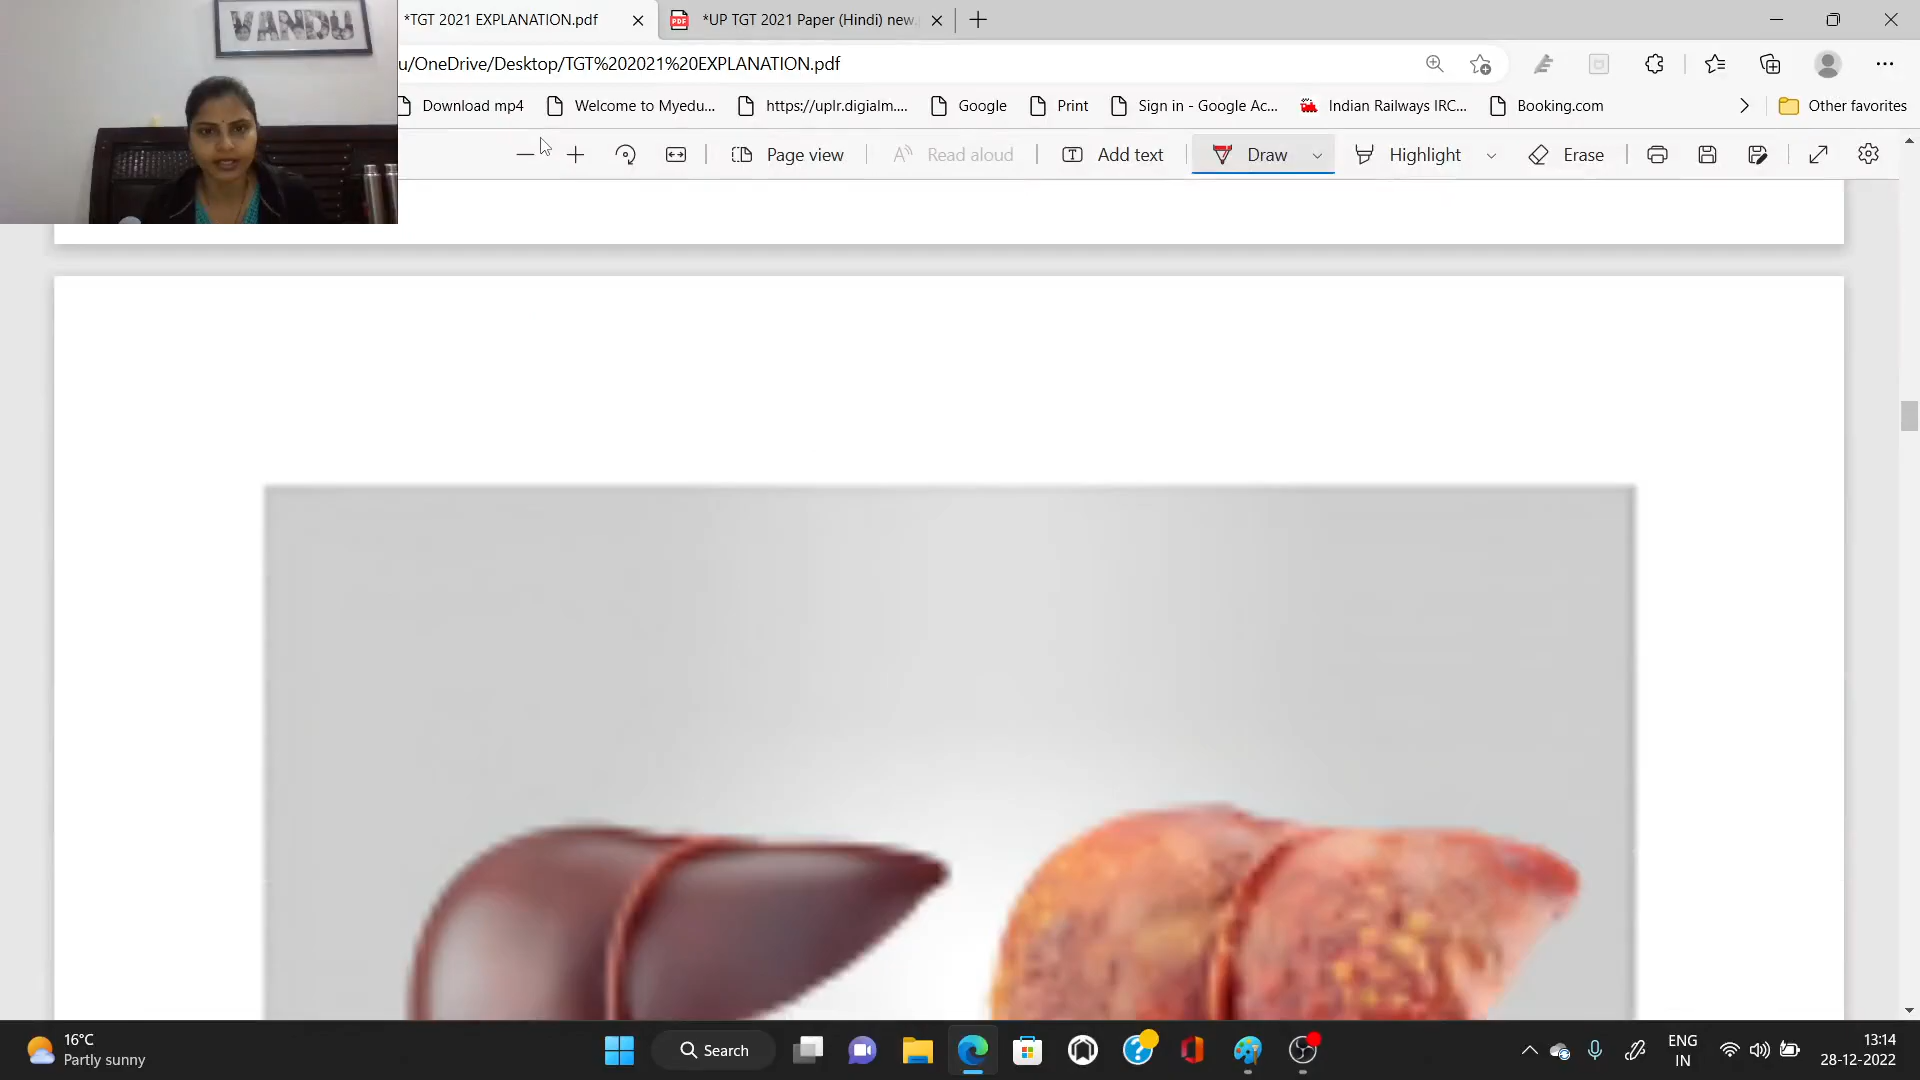 VANDU
*TGT 2021 EXPLANATION.pdf
*UP TGT 2021 Paper (Hindi) new.
u/OneDrive/Desktop/TGT%202021%20EXPLANATION.pdf
Download mp4
Welcome to Myedu...
https://uplr.digialm....
Google
Print
Sign in - Google Ac...
Indian Railways IRC...
Booking.com
Other favorites
Page view
Read aloud
Add text
Draw
Highlight
Erase
16°C
Partly sunny
Search
ENG
IN
13:14
28-12-2022